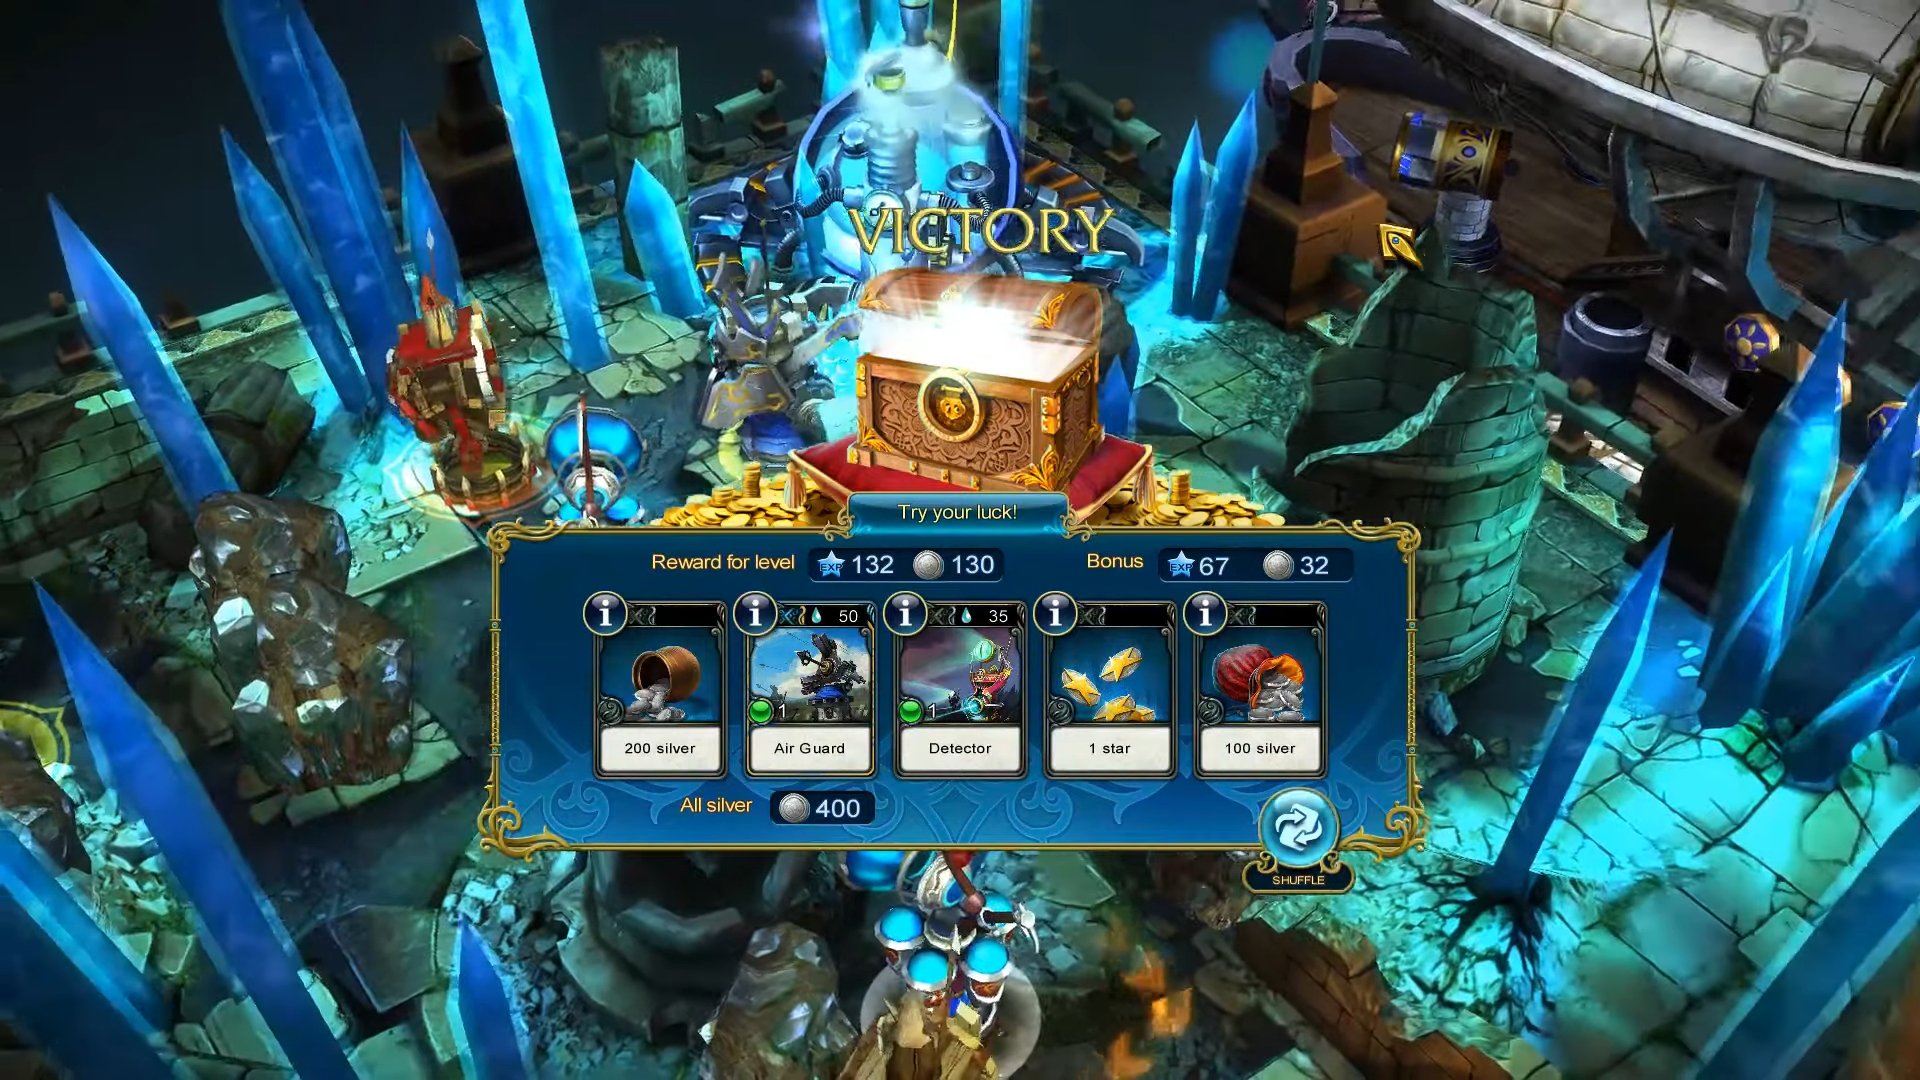 VICTORY
Try your luck!
Reward for level EXP 132 130 Bonus EXP 67 32
i i 50 i 35 i i
1 1
200 silver Air Guard Detector 1 star 100 silver
All silver 400
SHUFFLE